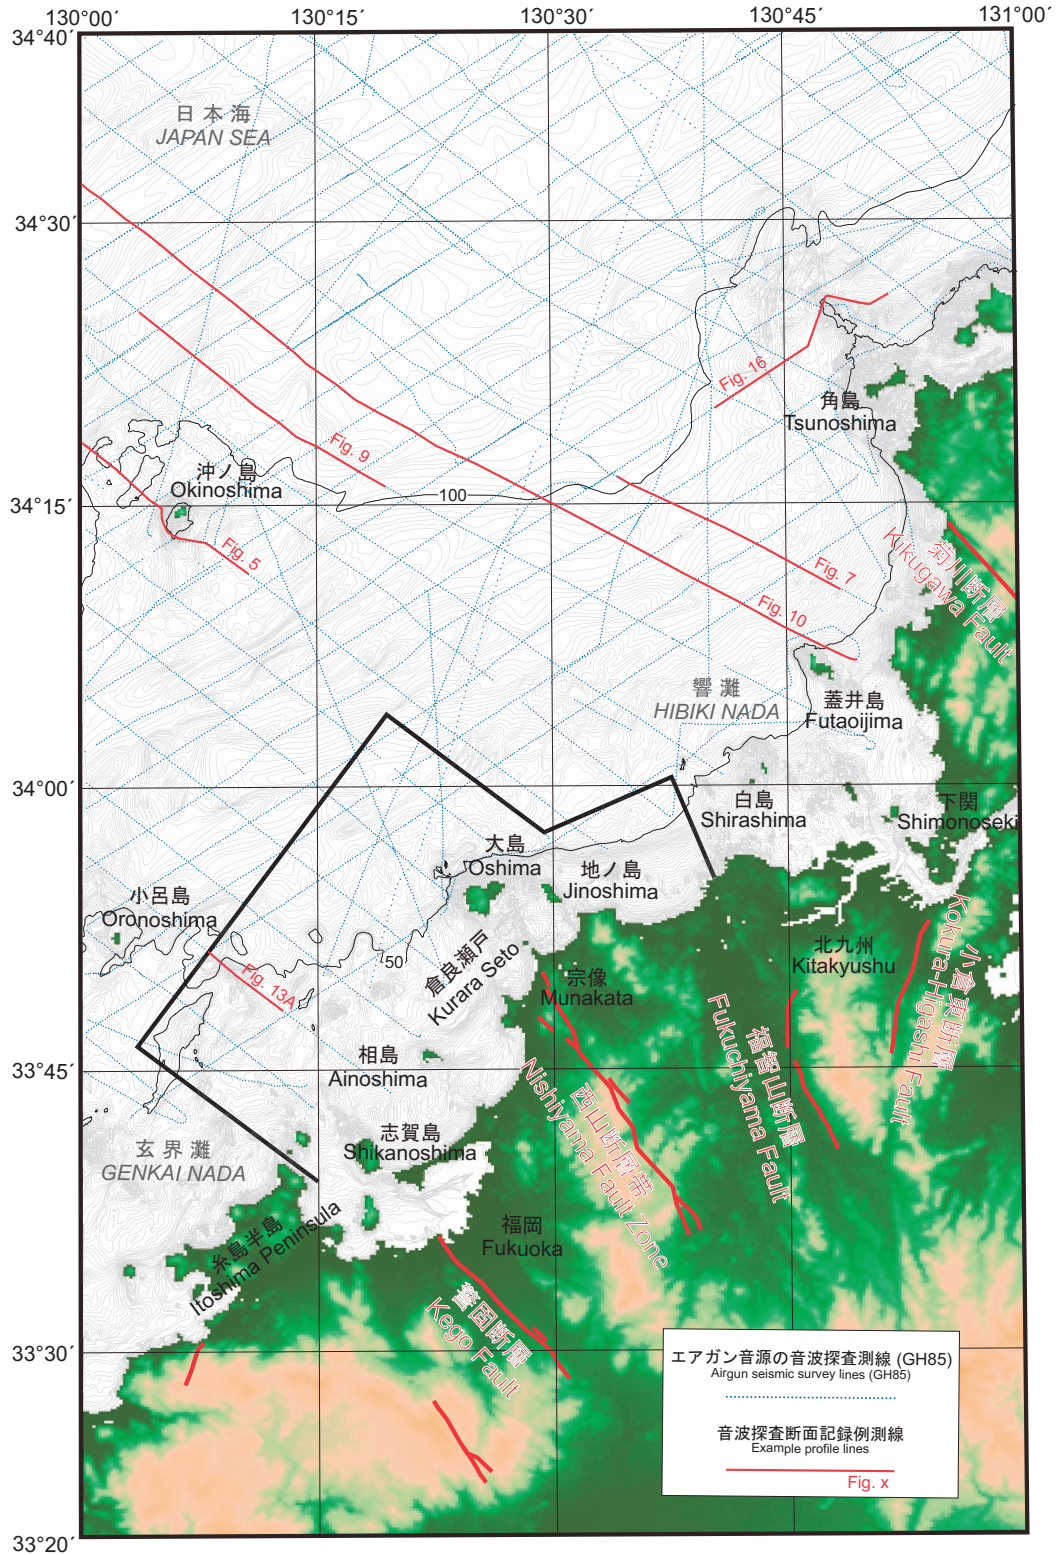 130°00´
130°15´
130°30´
130°45´
131°00´
34°40´
日本海
JAPAN SEA
34°30´
Fig. 16
角島
Tsunoshima
Fig. 9
沖ノ島
Okinoshima
100
34°15´
Fig. 5
Fig. 7
菊川断層
Kikugawa Fault
Fig. 10
響灘
HIBIKI NADA
蓋井島
Futaoijima
34°00´
白島
Shirashima
下関
Shimonoseki
大島
Oshima
地ノ島
Jinoshima
小呂島
Oronoshima
50
Fig. 13A
倉良瀬戸
Kurara Seto
宗像
Munakata
北九州
Kitakyushu
小倉東断層
Kokura-Higashi Fault
福智山断層
Fukuchiyama Fault
33°45´
相島
Ainoshima
西山断層帯
Nishiyama Fault Zone
志賀島
Shikanoshima
玄界灘
GENKAI NADA
糸島半島
Itoshima Peninsula
福岡
Fukuoka
警固断層
Kego Fault
33°30´
エアガン音源の音波探査測線 (GH85)
Airgun seismic survey lines (GH85)
音波探査断面記録例測線
Example profile lines
Fig. x
33°20´